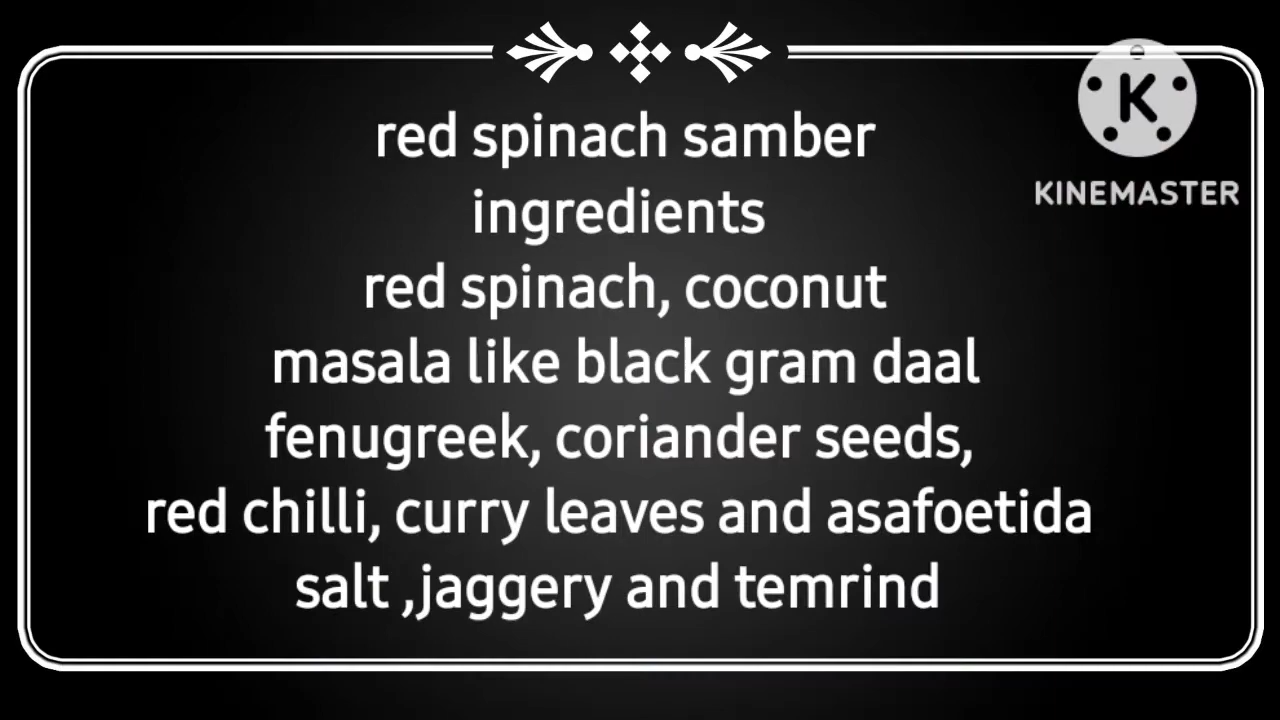 red spinach samber
ingredients
red spinach, coconut
masala like black gram daal
fenugreek, coriander seeds,
red chilli, curry leaves and asafoetida
salt ,jaggery and temrind
K
KINEMASTER